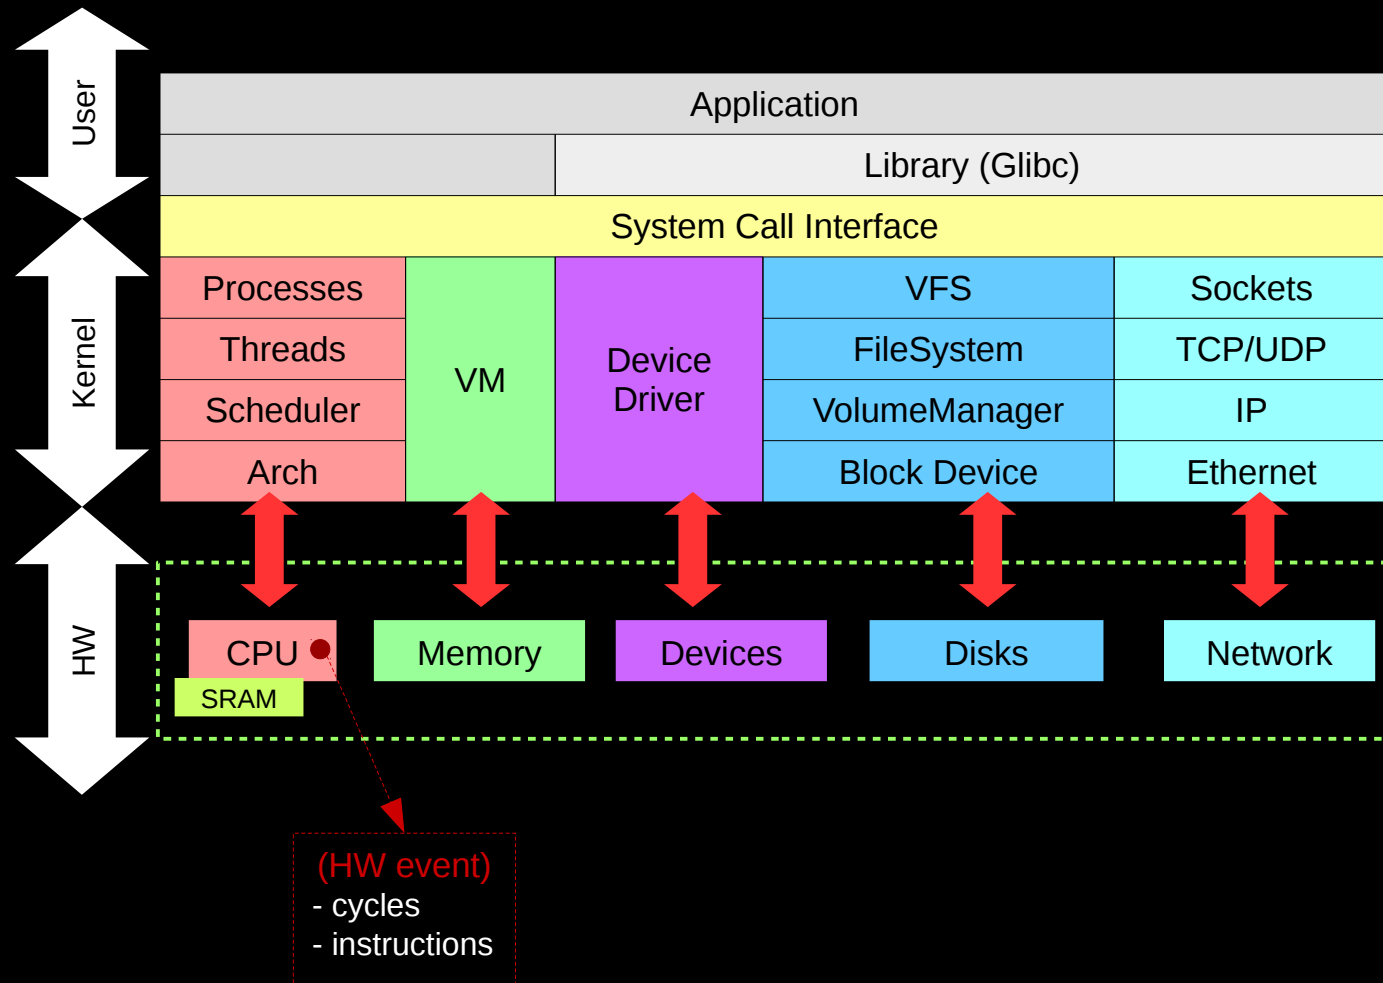 User
Application
Library (Glibc)
System Call Interface
Kernel
Processes
Threads
Scheduler
Arch
VM
Device
Driver
VFS
FileSystem
VolumeManager
Block Device
Sockets
TCP/UDP
IP
Ethernet
HW
CPU
SRAM
Memory
Devices
Disks
Network
(HW event)
- cycles
- instructions